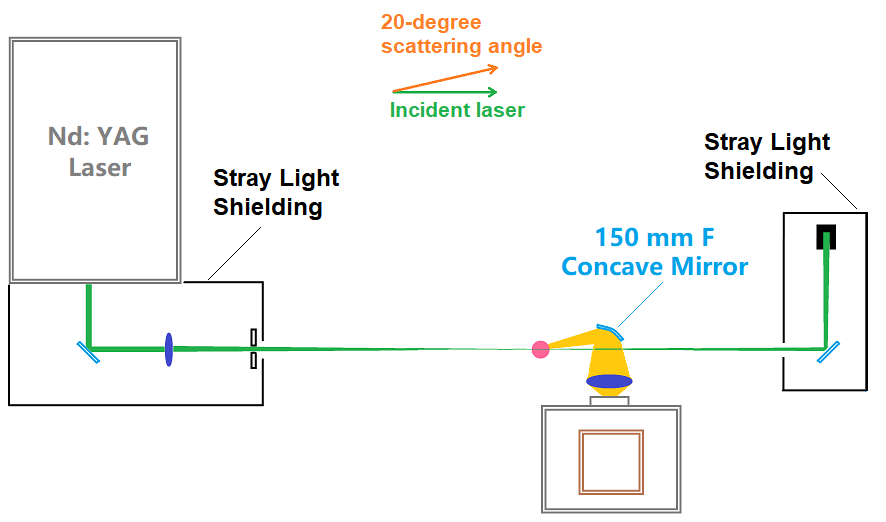 20-degree
scattering angle
Incident laser
Nd: YAG
Laser
Stray Light
Shielding
Stray Light
Shielding
150 mm F
Concave Mirror